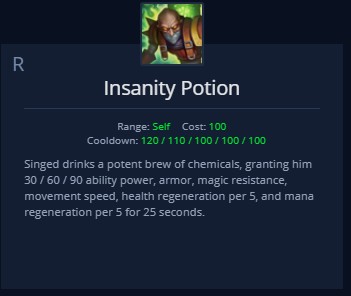 R
Insanity Potion
Range: Self Cost: 100
Cooldown: 120 / 110 / 100 / 100 / 100
Singed drinks a potent brew of chemicals, granting him
30 / 60 / 90 ability power, armor, magic resistance,
movement speed, health regeneration per 5, and mana
regeneration per 5 for 25 seconds.